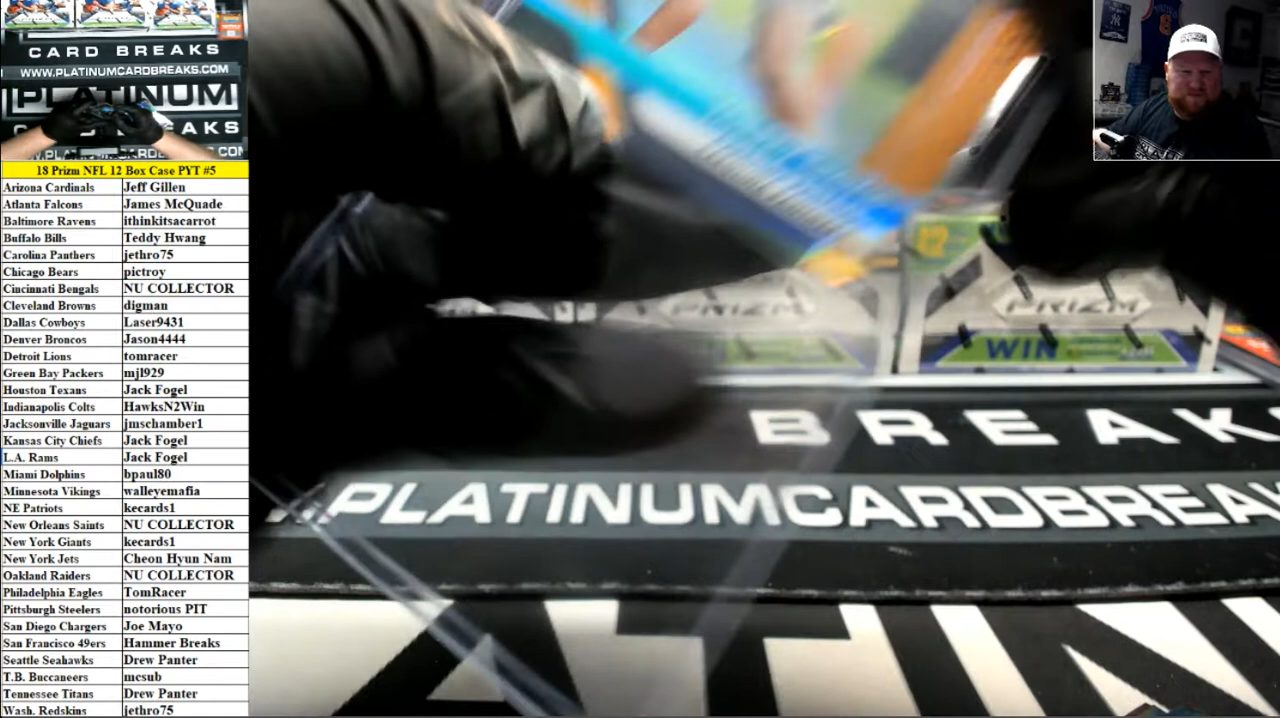 CARD BREAKS
WWW.PLATINUMCARDBREAKS.COM
PLATINUM
18 Prizm NFL 12 Box Case PYT #5
Arizona Cardinals Jeff Gillen
Atlanta Falcons James McQuade
Baltimore Ravens ithinkitsacarrot
Buffalo Bills Teddy Hwang
Carolina Panthers jethro75
Chicago Bears pictroy
Cincinnati Bengals NU COLLECTOR
Cleveland Browns digman
Dallas Cowboys Laser9431
Denver Broncos Jason4444
Detroit Lions tomracer
Green Bay Packers mjl929
Houston Texans Jack Fogel
Indianapolis Colts HawksN2Win
Jacksonville Jaguars jmschamber1
Kansas City Chiefs Jack Fogel
L.A. Rams Jack Fogel
Miami Dolphins bpaul80
Minnesota Vikings walleyemafia
NE Patriots kecards1
New Orleans Saints NU COLLECTOR
New York Giants kecards1
New York Jets Cheon Hyun Nam
Oakland Raiders NU COLLECTOR
Philadelphia Eagles TomRacer
Pittsburgh Steelers notorious PIT
San Diego Chargers Joe Mayo
San Francisco 49ers Hammer Breaks
Seattle Seahawks Drew Panter
T.B. Buccaneers mcsub
Tennessee Titans Drew Panter
Wash. Redskins jethro75
12
PRIZM PRIZM
WIN
BREAKS
PLATINUMCARDBREAK
ATIN